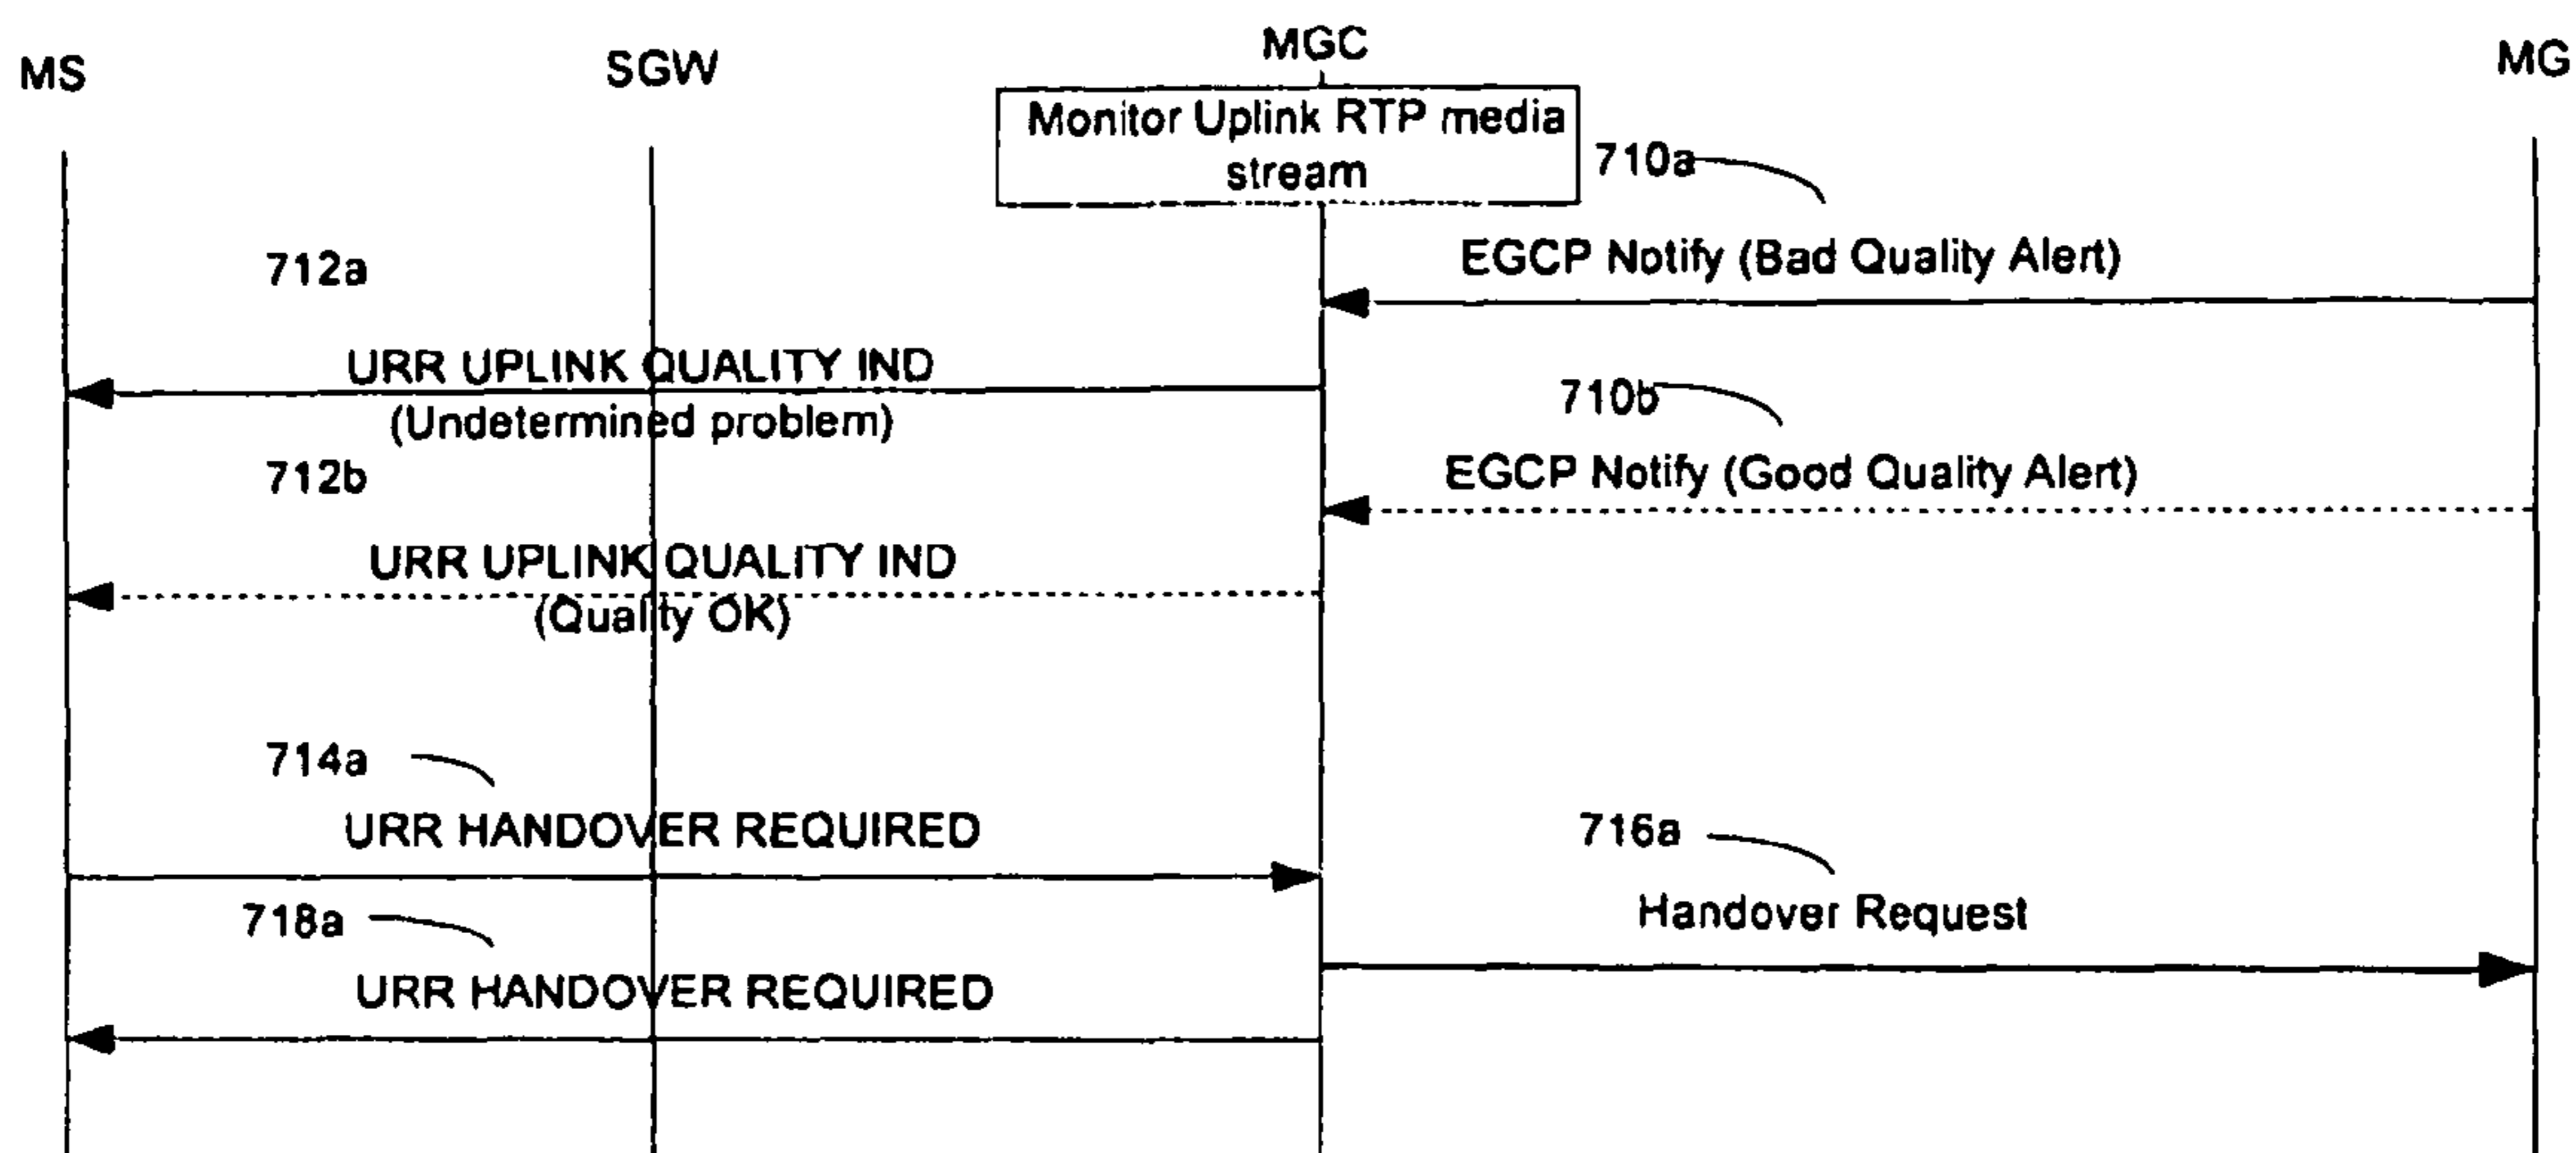 MS
SGW
MGC
MG
Monitor Uplink RTP media
stream
710a
EGCP Notify (Bad Quality Alert)
712a
URR UPLINK QUALITY IND
(Undetermined problem)
710b
EGCP Notify (Good Quality Alert)
712b
URR UPLINK QUALITY IND
(Quality OK)
714a
URR HANDOVER REQUIRED
716a
Handover Request
718a
URR HANDOVER REQUIRED